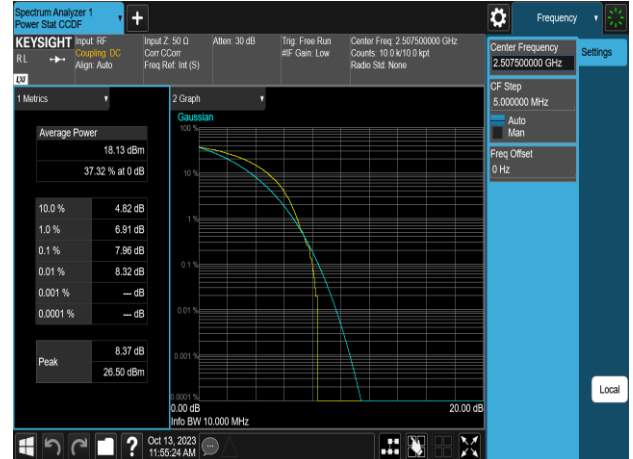 Spectrum Analyzer 1
Power Stat CCDF
+
Frequency
KEYSIGHT
RL
LXI
Input: RF
Coupling: DC
Align: Auto
Input Z: 50 Ω
Corr CCorr
Freq Ref: Int (S)
Atten: 30 dB
Trig: Free Run
#IF Gain: Low
Center Freq: 2.507500000 GHz
Counts: 10.0 k/10.0 kpt
Radio Std: None
Center Frequency
2.507500000 GHz
Settings
CF Step
5.000000 MHz
Auto
Man
Freq Offset
0 Hz
Local
1 Metrics
Average Power
18.13 dBm
37.32 % at 0 dB
10.0 % 4.82 dB
1.0 % 6.91 dB
0.1 % 7.96 dB
0.01 % 8.32 dB
0.001 % --- dB
0.0001 % --- dB
Peak
8.37 dB
26.50 dBm
2 Graph
Gaussian
100 %
10 %
1 %
0.1 %
0.01 %
0.001 %
0.0001 %
0.00 dB 20.00 dB
Info BW 10.000 MHz
?
Oct 13, 2023
11:55:24 AM